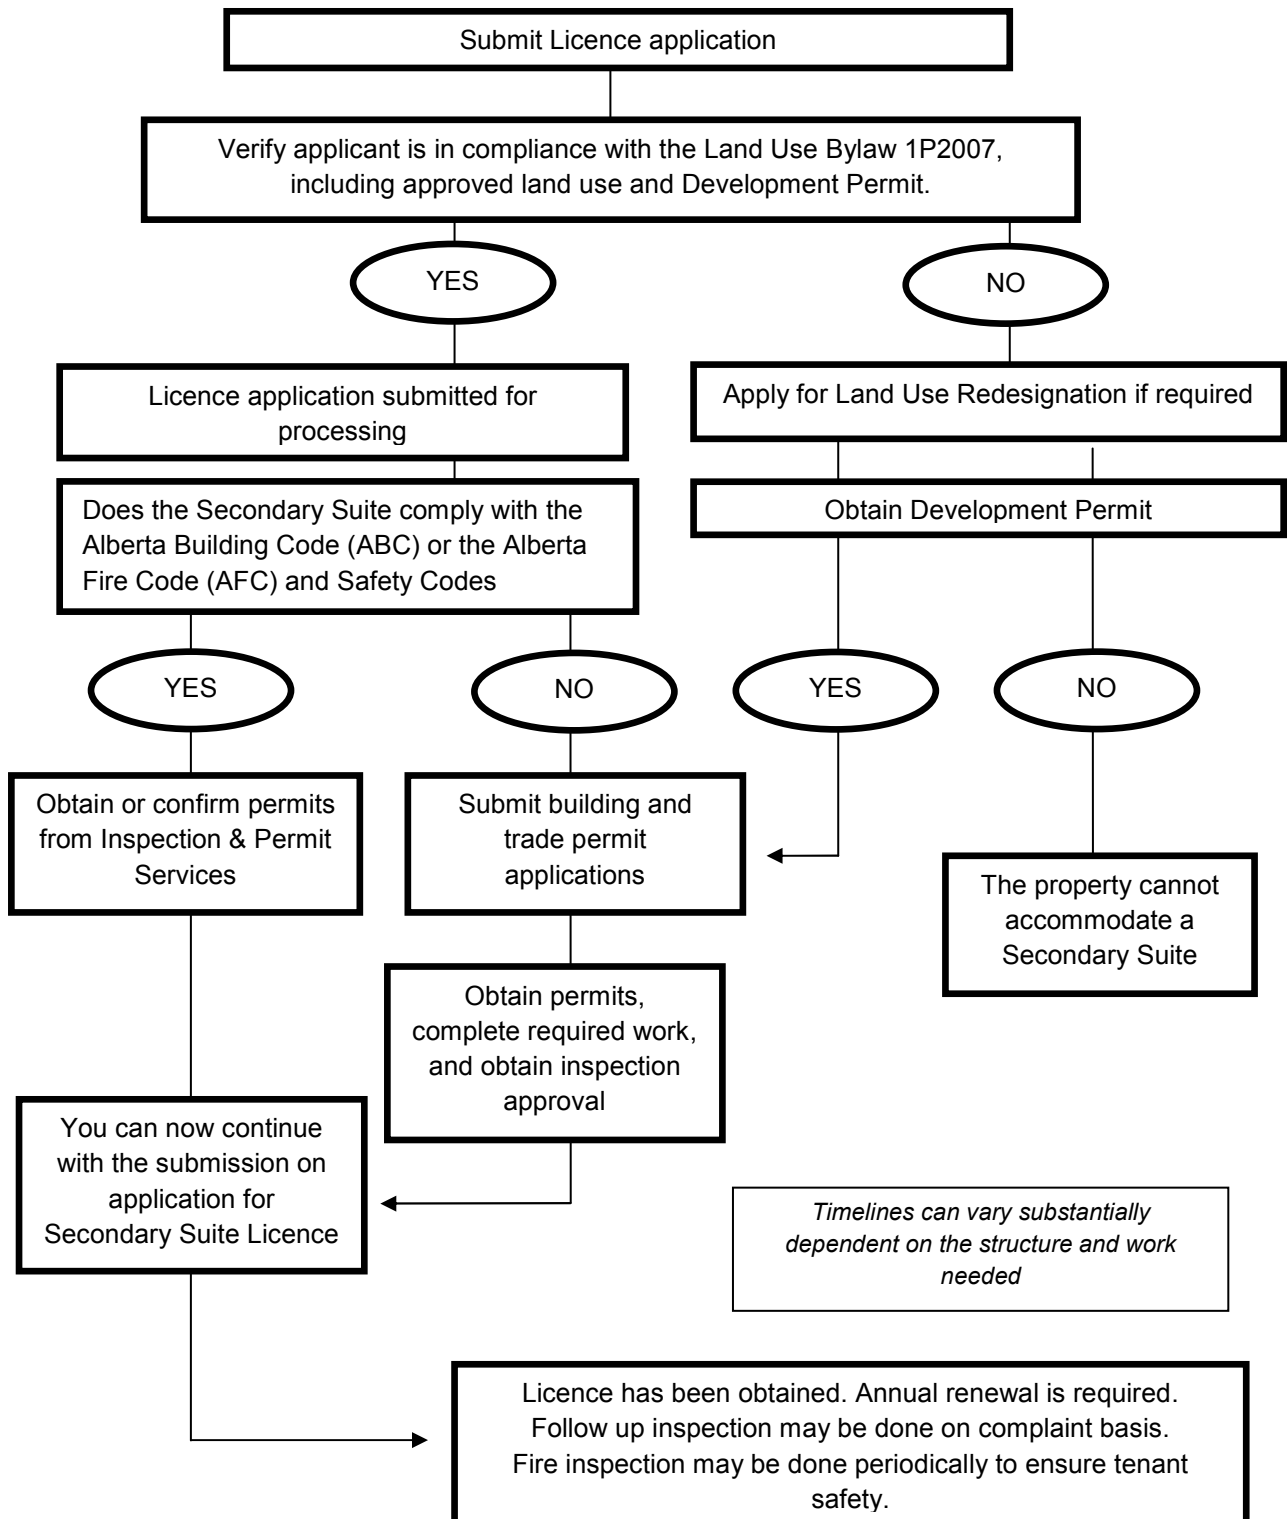 Submit Licence application
Verify applicant is in compliance with the Land Use Bylaw 1P2007,
including approved land use and Development Permit.
YES
NO
Licence application submitted for
processing
Apply for Land Use Redesignation if required
Does the Secondary Suite comply with the
Alberta Building Code (ABC) or the Alberta
Fire Code (AFC) and Safety Codes
Obtain Development Permit
YES
NO
YES
NO
Obtain or confirm permits
from Inspection & Permit
Services
Submit building and
trade permit
applications
The property cannot
accommodate a
Secondary Suite
Obtain permits,
complete required work,
and obtain inspection
approval
You can now continue
with the submission on
application for
Secondary Suite Licence
Timelines can vary substantially
dependent on the structure and work
needed
Licence has been obtained. Annual renewal is required.
Follow up inspection may be done on complaint basis.
Fire inspection may be done periodically to ensure tenant
safety.